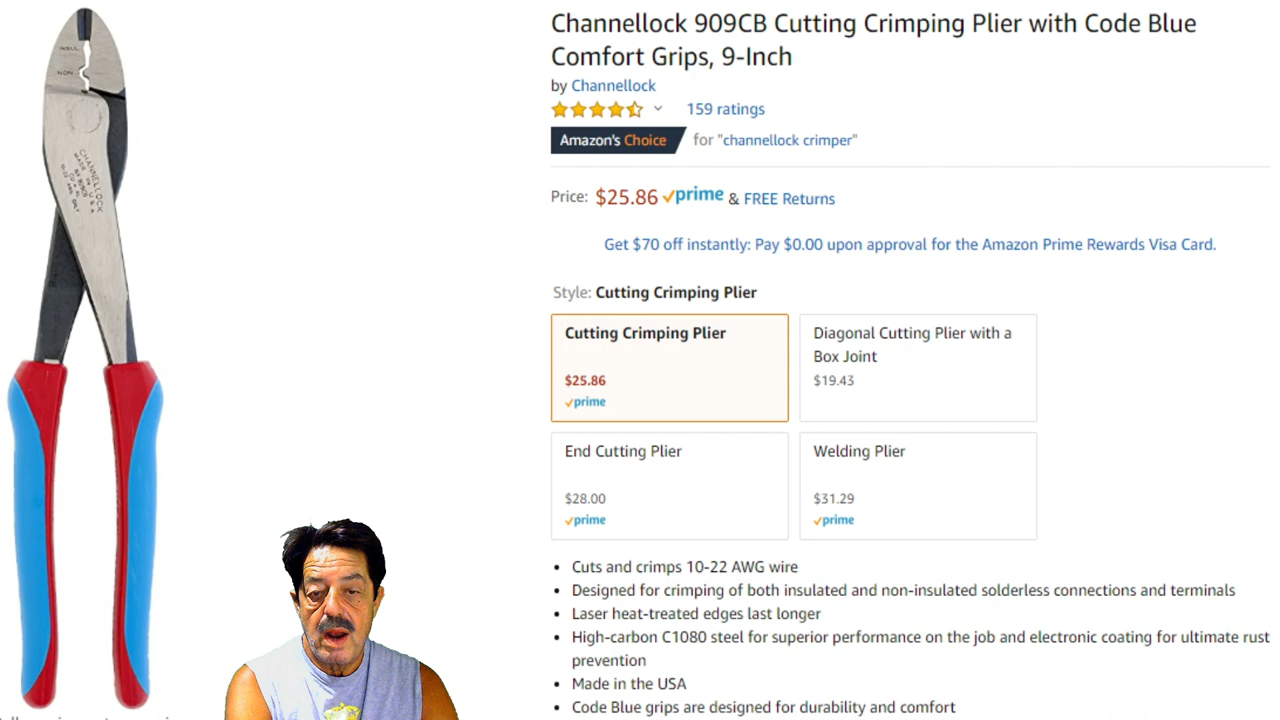 Channellock 909CB Cutting Crimping Plier with Code Blue
Comfort Grips, 9-Inch
by Channellock
159 ratings
Amazon's Choice for "channellock crimper"
Price: $25.86 prime & FREE Returns
Get $70 off instantly: Pay $0.00 upon approval for the Amazon Prime Rewards Visa Card.
Style: Cutting Crimping Plier
Cutting Crimping Plier
$25.86
prime
Diagonal Cutting Plier with a
Box Joint
$19.43
End Cutting Plier
$28.00
prime
Welding Plier
$31.29
prime
• Cuts and crimps 10-22 AWG wire
• Designed for crimping of both insulated and non-insulated solderless connections and terminals
• Laser heat-treated edges last longer
• High-carbon C1080 steel for superior performance on the job and electronic coating for ultimate rust
prevention
• Made in the USA
• Code Blue grips are designed for durability and comfort
INSUL
NON
CHANNELLOCK
MADE IN U S A